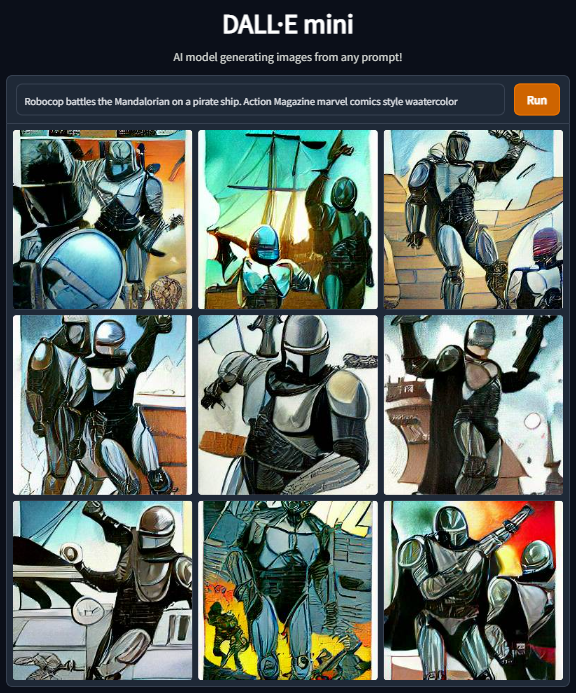 DALL·E mini
AI model generating images from any prompt!
Robocop battles the Mandalorian on a pirate ship. Action Magazine marvel comics style waatercolor
Run